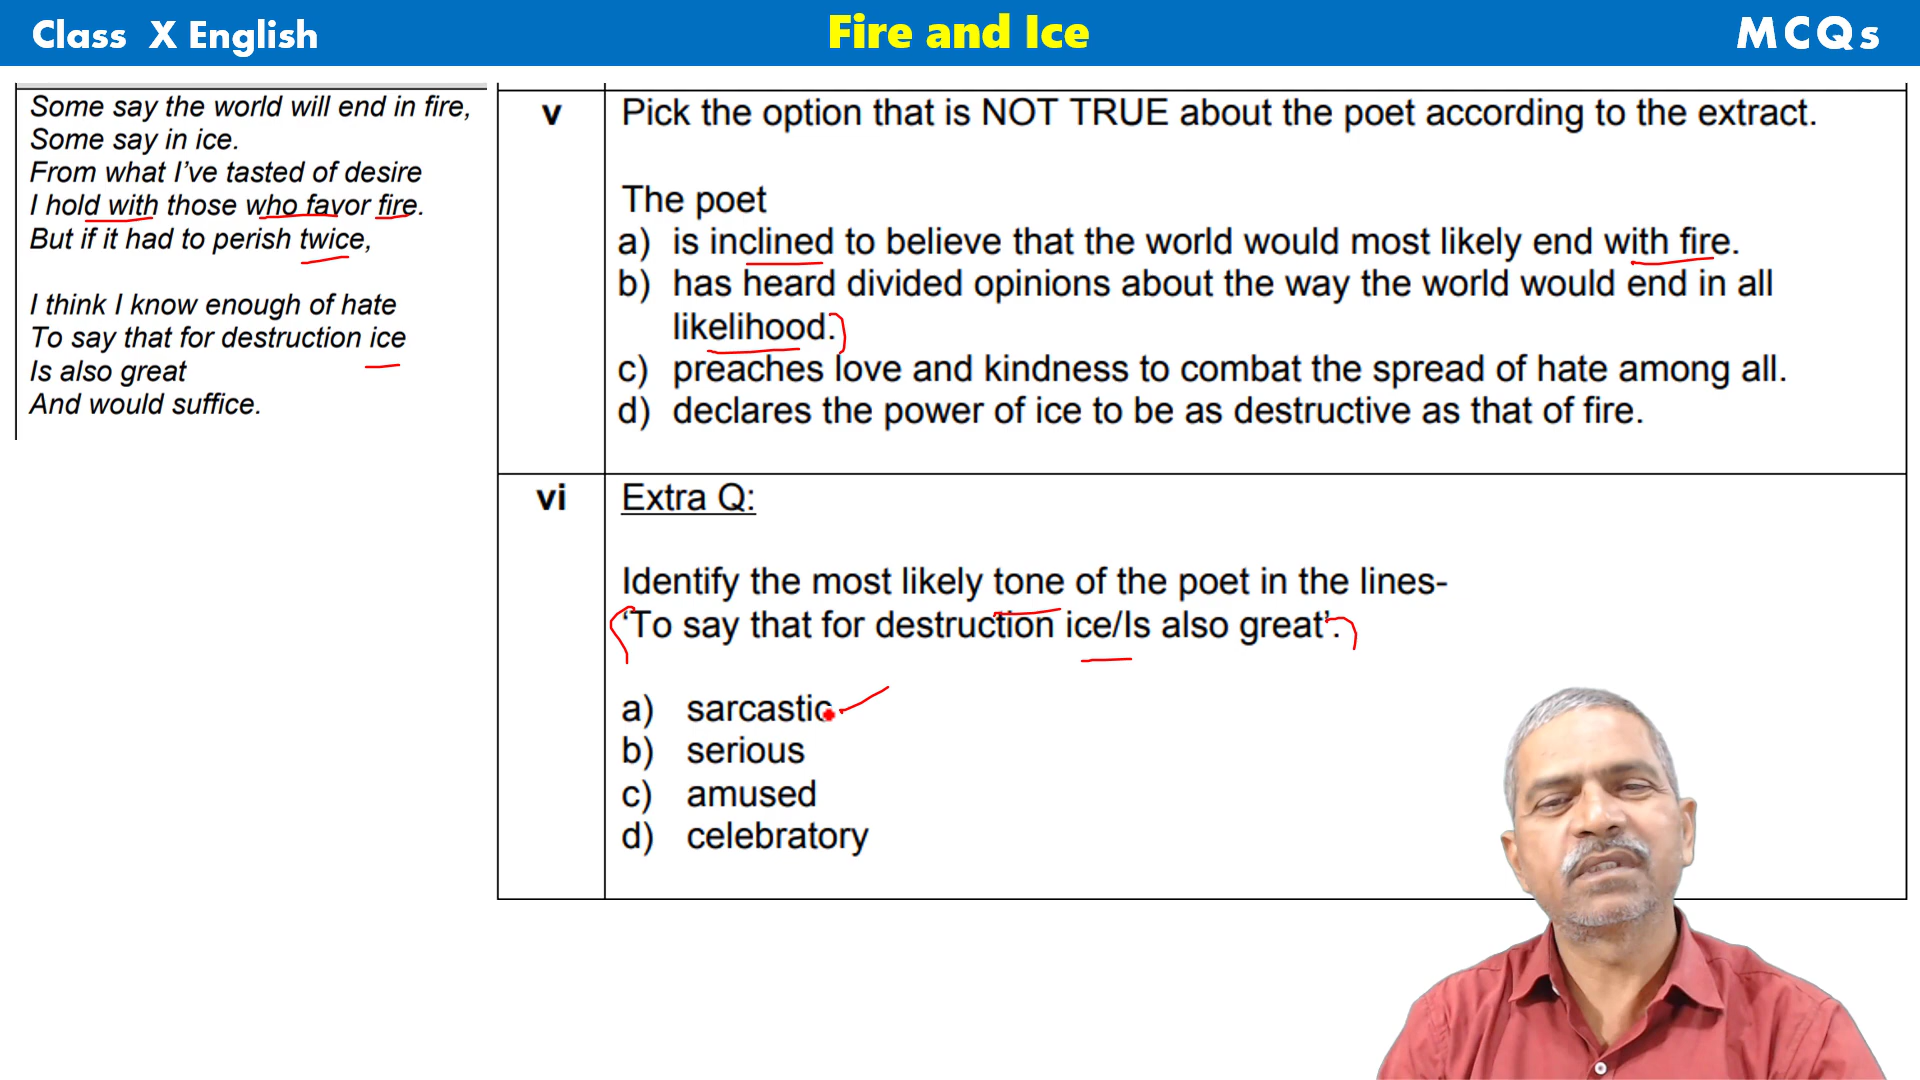 Class X English
Fire and Ice
MCQs
Some say the world will end in fire,
Some say in ice.
From what I've tasted of desire
I hold with those who favor fire.
But if it had to perish twice,
I think I know enough of hate
To say that for destruction ice
Is also great
And would suffice.
v
Pick the option that is NOT TRUE about the poet according to the extract.
The poet
a) is inclined to believe that the world would most likely end with fire.
b) has heard divided opinions about the way the world would end in all
likelihood.
c) preaches love and kindness to combat the spread of hate among all.
d) declares the power of ice to be as destructive as that of fire.
vi
Extra Q:
Identify the most likely tone of the poet in the lines-
'To say that for destruction ice/Is also great'.
a) sarcastic
b) serious
c) amused
d) celebratory